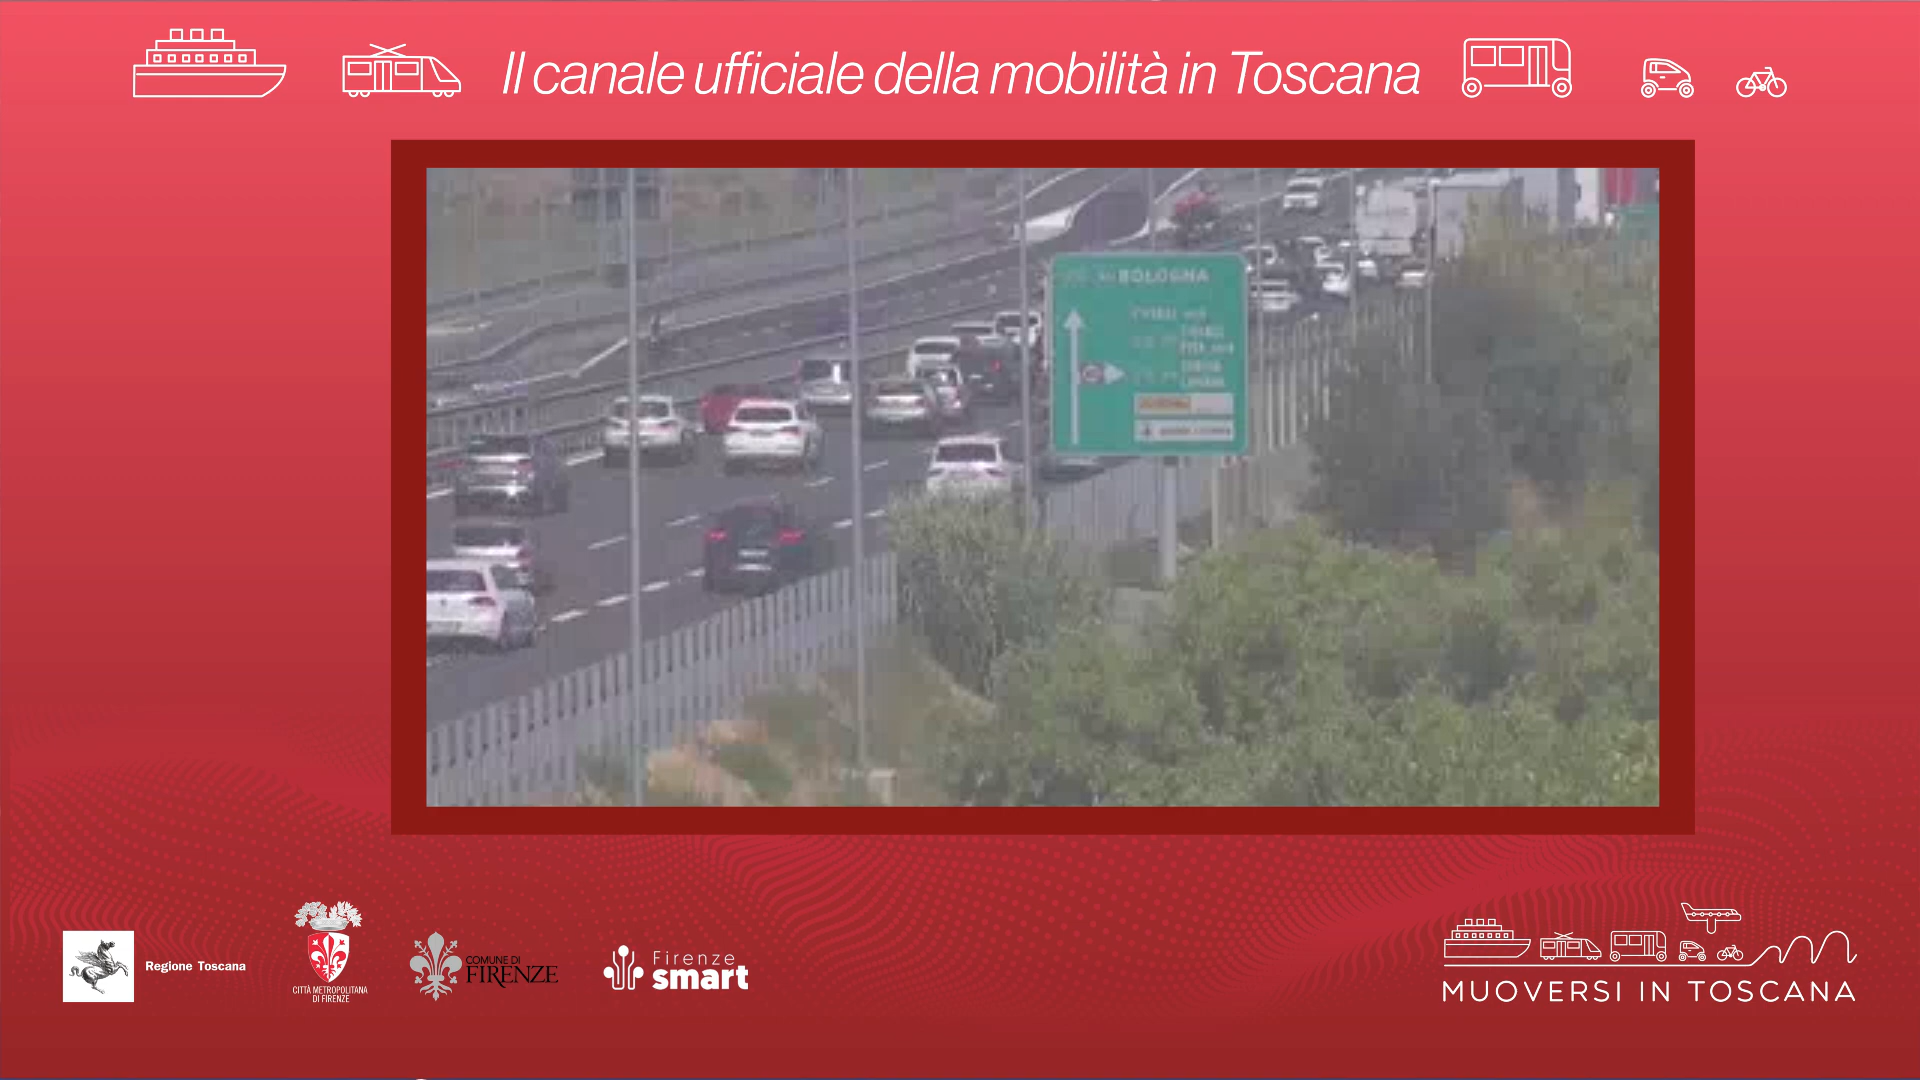 Il canale ufficiale della mobilità in Toscana
BOLOGNA
Regione Toscana
CITTÀ METROPOLITANA
DI FIRENZE
COMUNE DI
FIRENZE
Firenze
smart
MUOVERSI IN TOSCANA